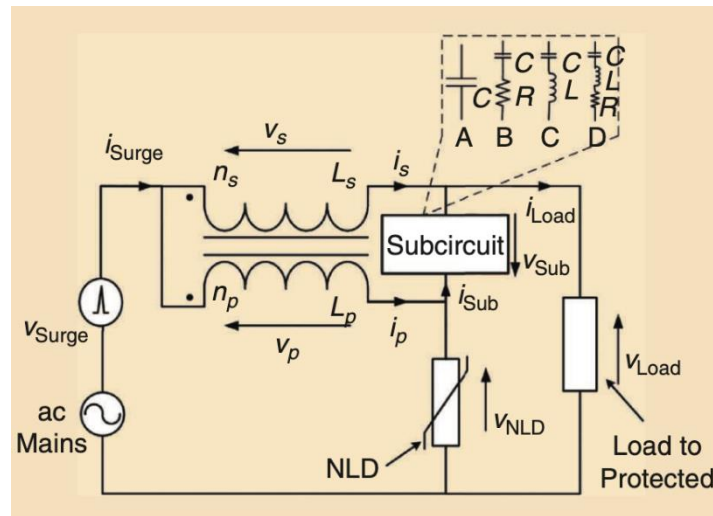 C
C
C
C
R
L
L
C
R
A
B
C
D
v_s
i_Surge
n_s
L_s
i_s
i_Load
Subcircuit
v_Sub
n_p
L_p
i_Sub
v_p
i_p
v_Surge
v_NLD
v_Load
ac
Mains
NLD
Load to
Protected